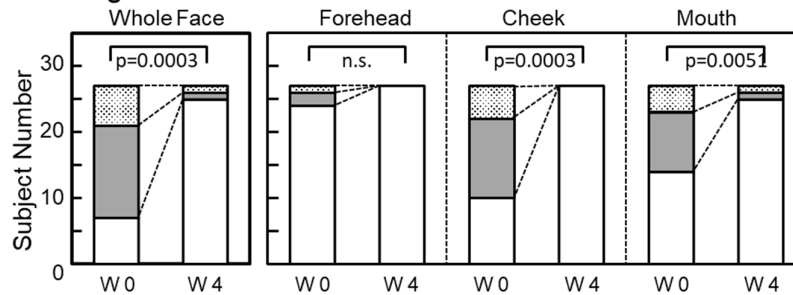 Whole Face Forehead Cheek Mouth
p=0.0003 n.s. p=0.0003 p=0.0051
Subject Number
30
20
10
0
W 0 W 4 W 0 W 4 W 0 W 4 W 0 W 4